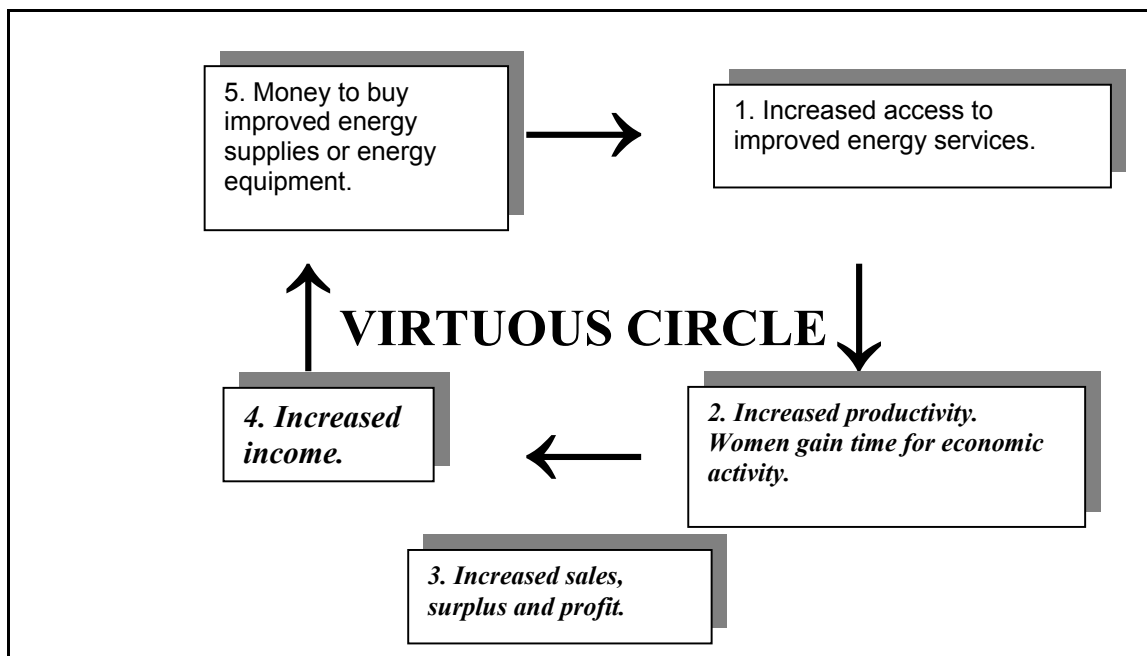 5. Money to buy
improved energy
supplies or energy
equipment.
1. Increased access to
improved energy services.
VIRTUOUS CIRCLE
4. Increased
income.
2. Increased productivity.
Women gain time for economic
activity.
3. Increased sales,
surplus and profit.